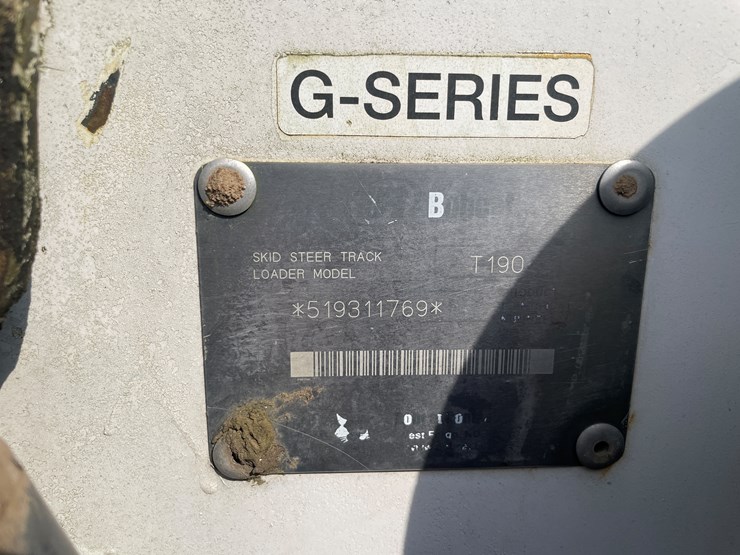 G-SERIES
B
SKID STEER TRACK
LOADER MODEL
T190
*519311769*